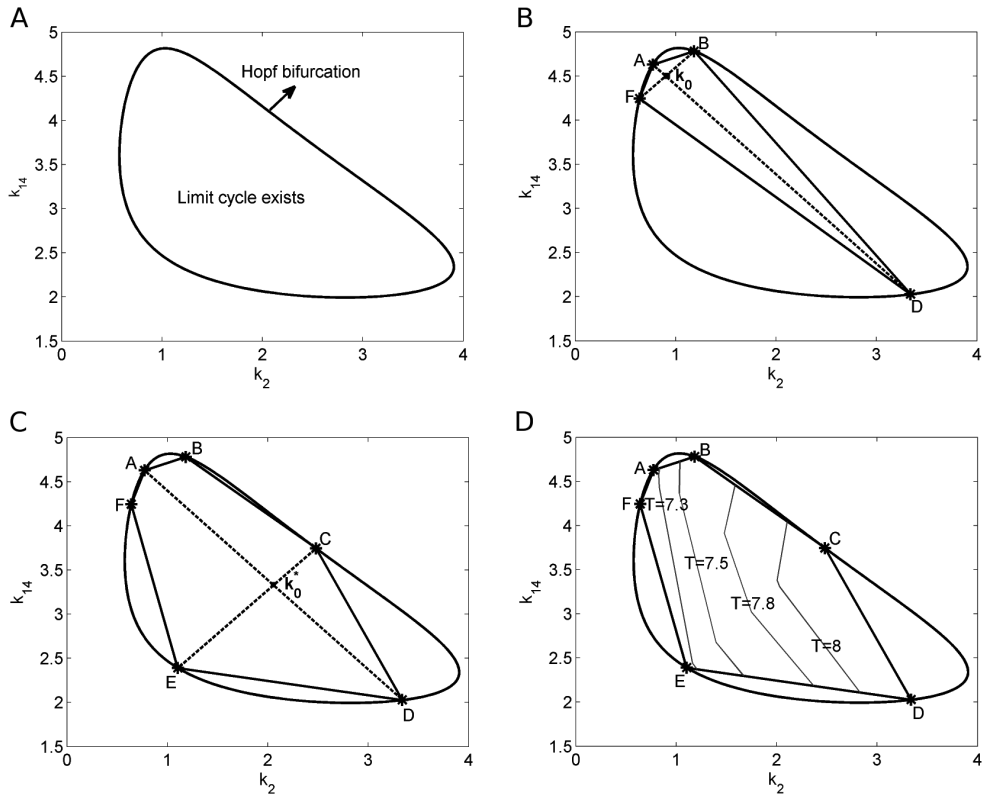 A
5
4.5
4
3.5
3
2.5
2
1.5
0 1 2 3 4
k14
k2
Hopf bifurcation
Limit cycle exists
B
5
4.5
4
3.5
3
2.5
2
1.5
0 1 2 3 4
k14
k2
A
B
k0
F
D
C
5
4.5
4
3.5
3
2.5
2
1.5
0 1 2 3 4
k14
k2
A
B
F
C
k0*
E
D
D
5
4.5
4
3.5
3
2.5
2
1.5
0 1 2 3 4
k14
k2
A
B
F
T=7.3
C
T=7.5
T=7.8
T=8
E
D